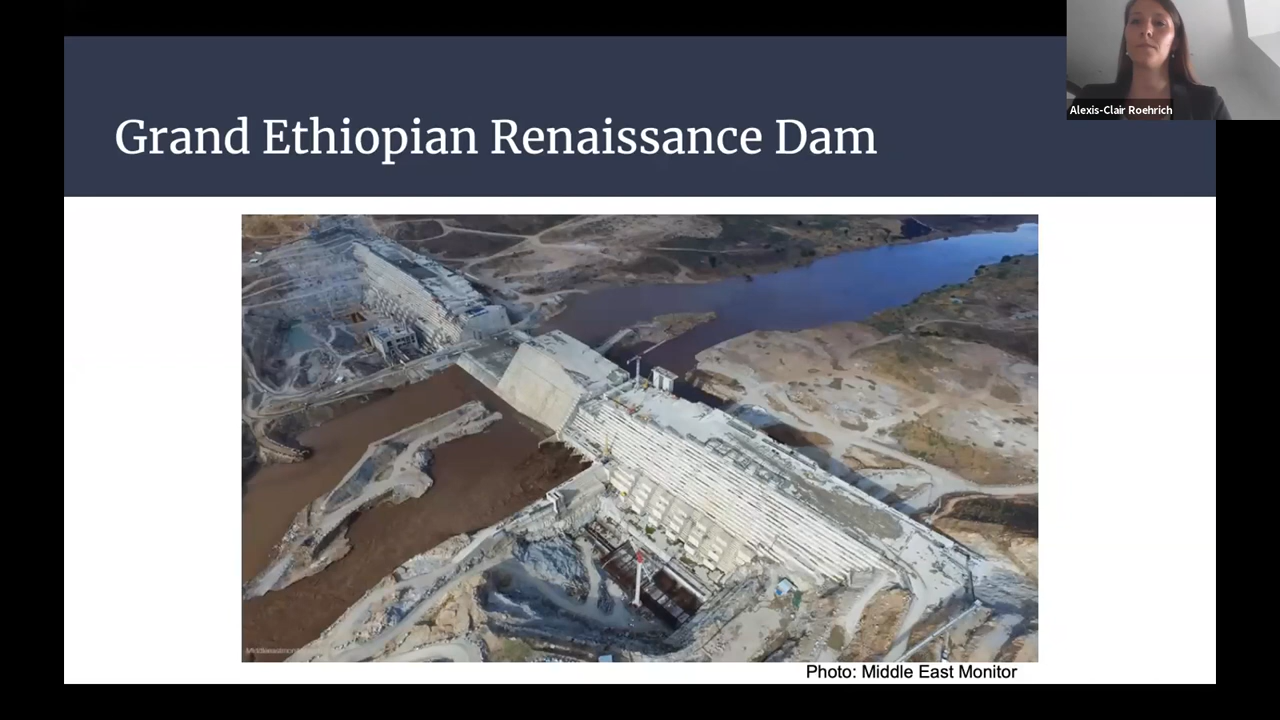 Alexis-Clair Roehrich
Grand Ethiopian Renaissance Dam
Photo: Middle East Monitor